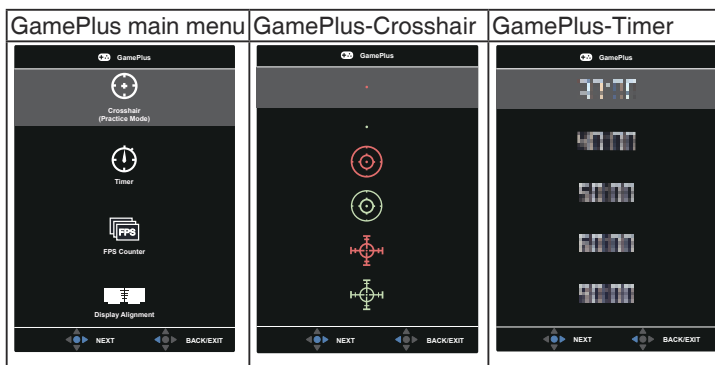 GamePlus main menu
GamePlus-Crosshair
GamePlus-Timer
GamePlus
Crosshair
(Practice Mode)
Timer
FPS
FPS Counter
Display Alignment
NEXT
BACK/EXIT
GamePlus
NEXT
BACK/EXIT
GamePlus
NEXT
BACK/EXIT